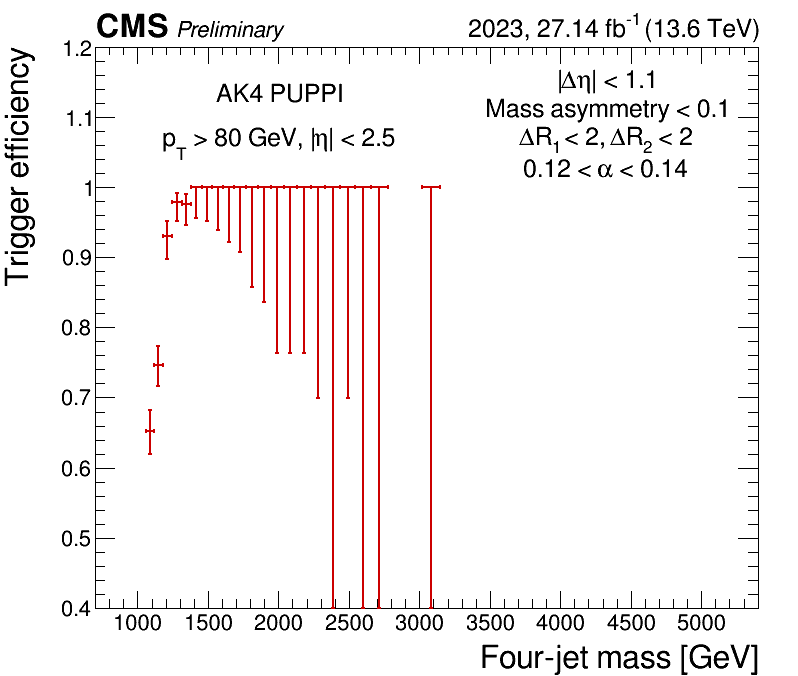 CMS Preliminary 2023, 27.14 fb⁻¹ (13.6 TeV)
AK4 PUPPI
p_T > 80 GeV, |η| < 2.5
|Δη| < 1.1
Mass asymmetry < 0.1
ΔR₁ < 2, ΔR₂ < 2
0.12 < α < 0.14
Trigger efficiency
1.2
1.1
1
0.9
0.8
0.7
0.6
0.5
0.4
1000 1500 2000 2500 3000 3500 4000 4500 5000
Four-jet mass [GeV]